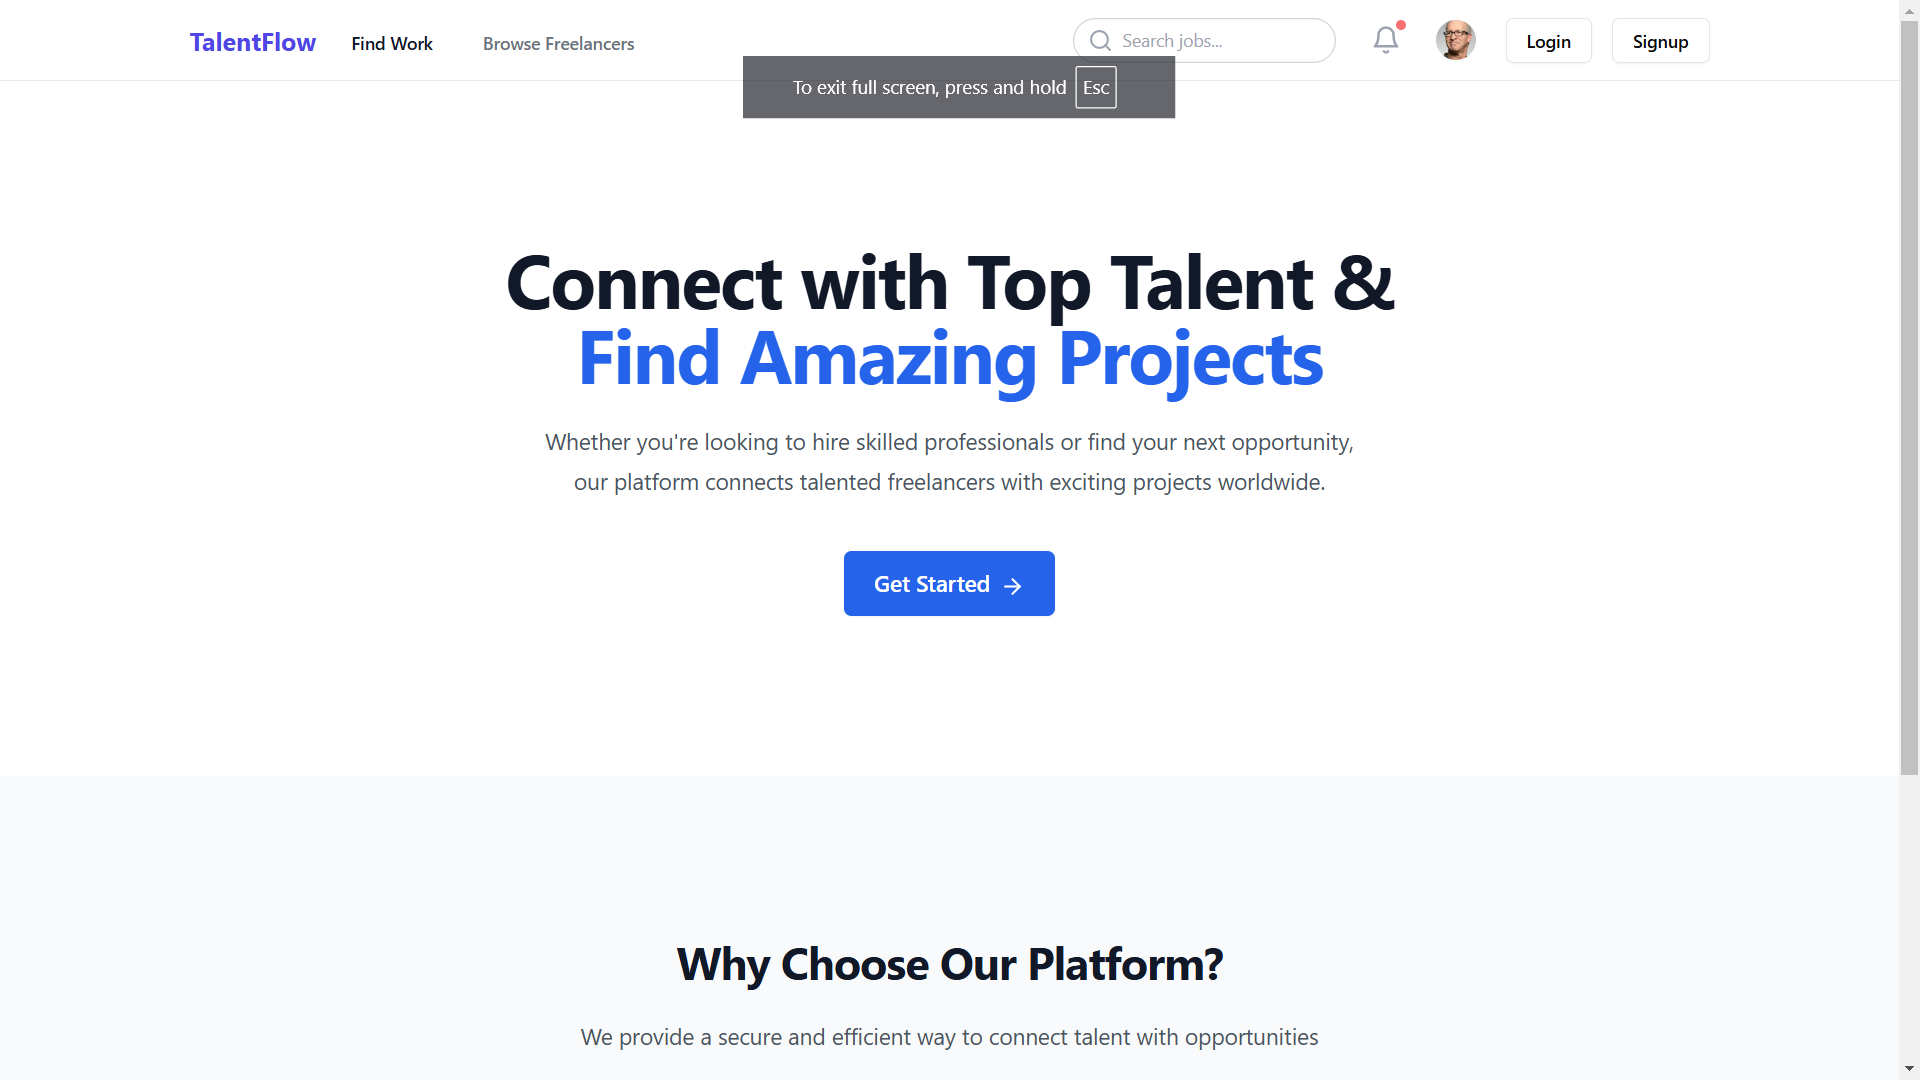 TalentFlow
Find Work
Browse Freelancers
Search jobs...
Login
Signup
To exit full screen, press and hold Esc
Connect with Top Talent &
Find Amazing Projects
Whether you're looking to hire skilled professionals or find your next opportunity,
our platform connects talented freelancers with exciting projects worldwide.
Get Started
Why Choose Our Platform?
We provide a secure and efficient way to connect talent with opportunities